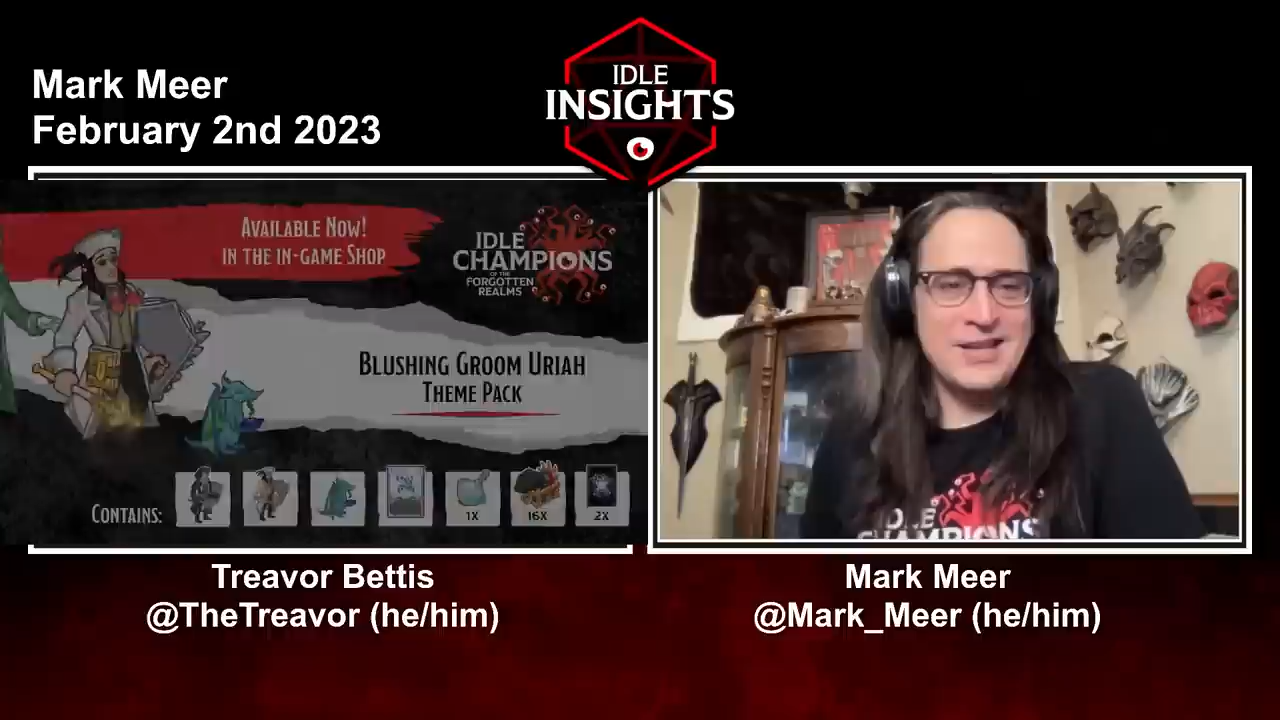 Mark Meer
February 2nd 2023
IDLE
INSIGHTS
AVAILABLE NOW!
IN THE IN-GAME SHOP
IDLE
CHAMPIONS
OF THE
FORGOTTEN
REALMS
BLUSHING GROOM URIAH
THEME PACK
CONTAINS:
1X
16X
2X
IDLE
CHAMPIONS
Treavor Bettis
@TheTreavor (he/him)
Mark Meer
@Mark_Meer (he/him)